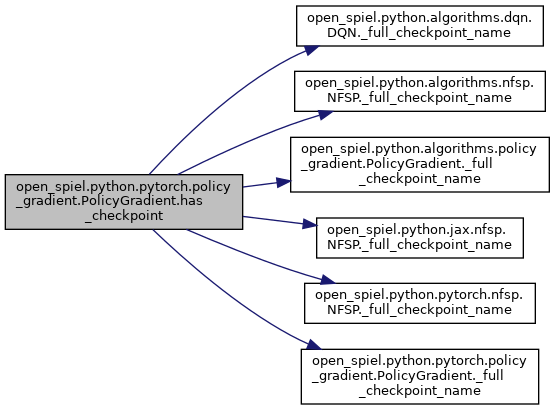 open_spiel.python.algorithms.dqn.
DQN._full_checkpoint_name
open_spiel.python.algorithms.nfsp.
NFSP._full_checkpoint_name
open_spiel.python.algorithms.policy
_gradient.PolicyGradient._full
_checkpoint_name
open_spiel.python.pytorch.policy
_gradient.PolicyGradient.has
_checkpoint
open_spiel.python.jax.nfsp.
NFSP._full_checkpoint_name
open_spiel.python.pytorch.nfsp.
NFSP._full_checkpoint_name
open_spiel.python.pytorch.policy
_gradient.PolicyGradient._full
_checkpoint_name